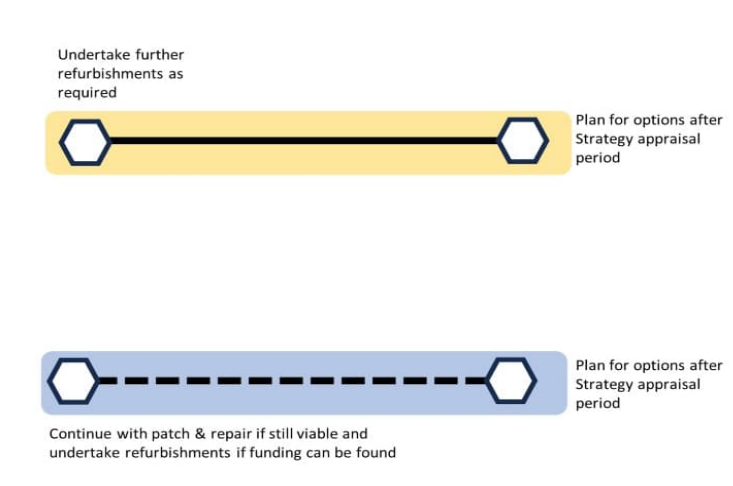 Undertake further
refurbishments as
required
Plan for options after
Strategy appraisal
period
Plan for options after
Strategy appraisal
period
Continue with patch & repair if still viable and
undertake refurbishments if funding can be found